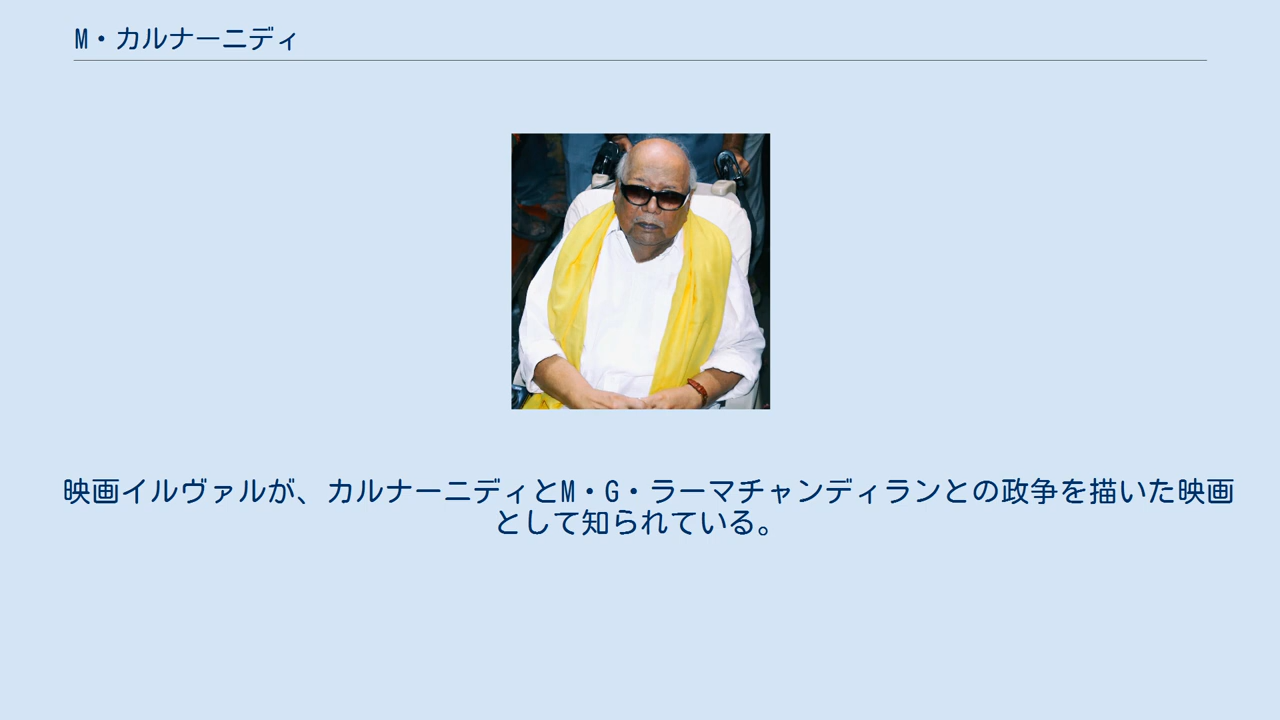 M・カルナーニディ
映画イルヴァルが、カルナーニディとM・G・ラーマチャンディランとの政争を描いた映画
として知られている。